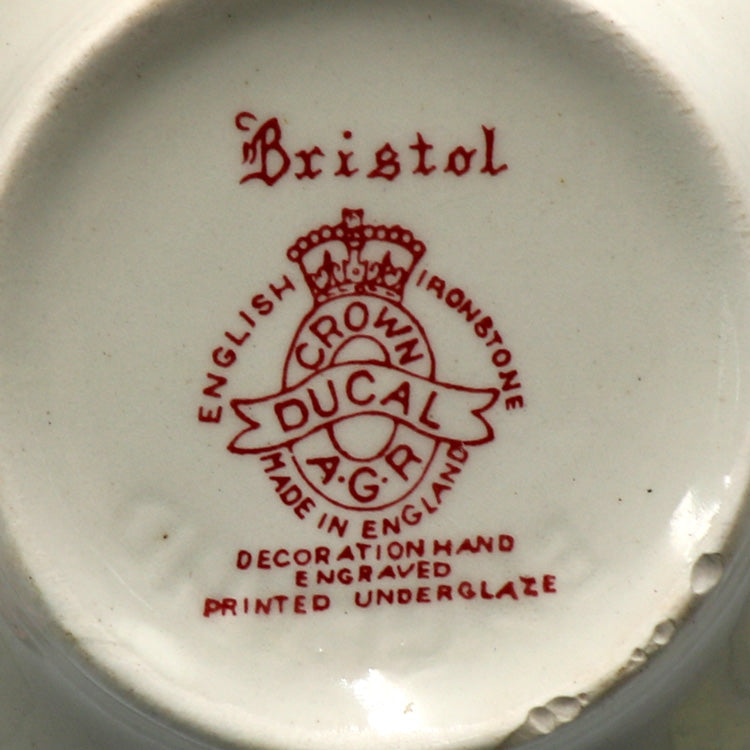 Bristol
ENGLISH IRONSTONE
CROWN
DUCAL
A.G.R
MADE IN ENGLAND
DECORATION HAND
ENGRAVED
PRINTED UNDERGLAZE